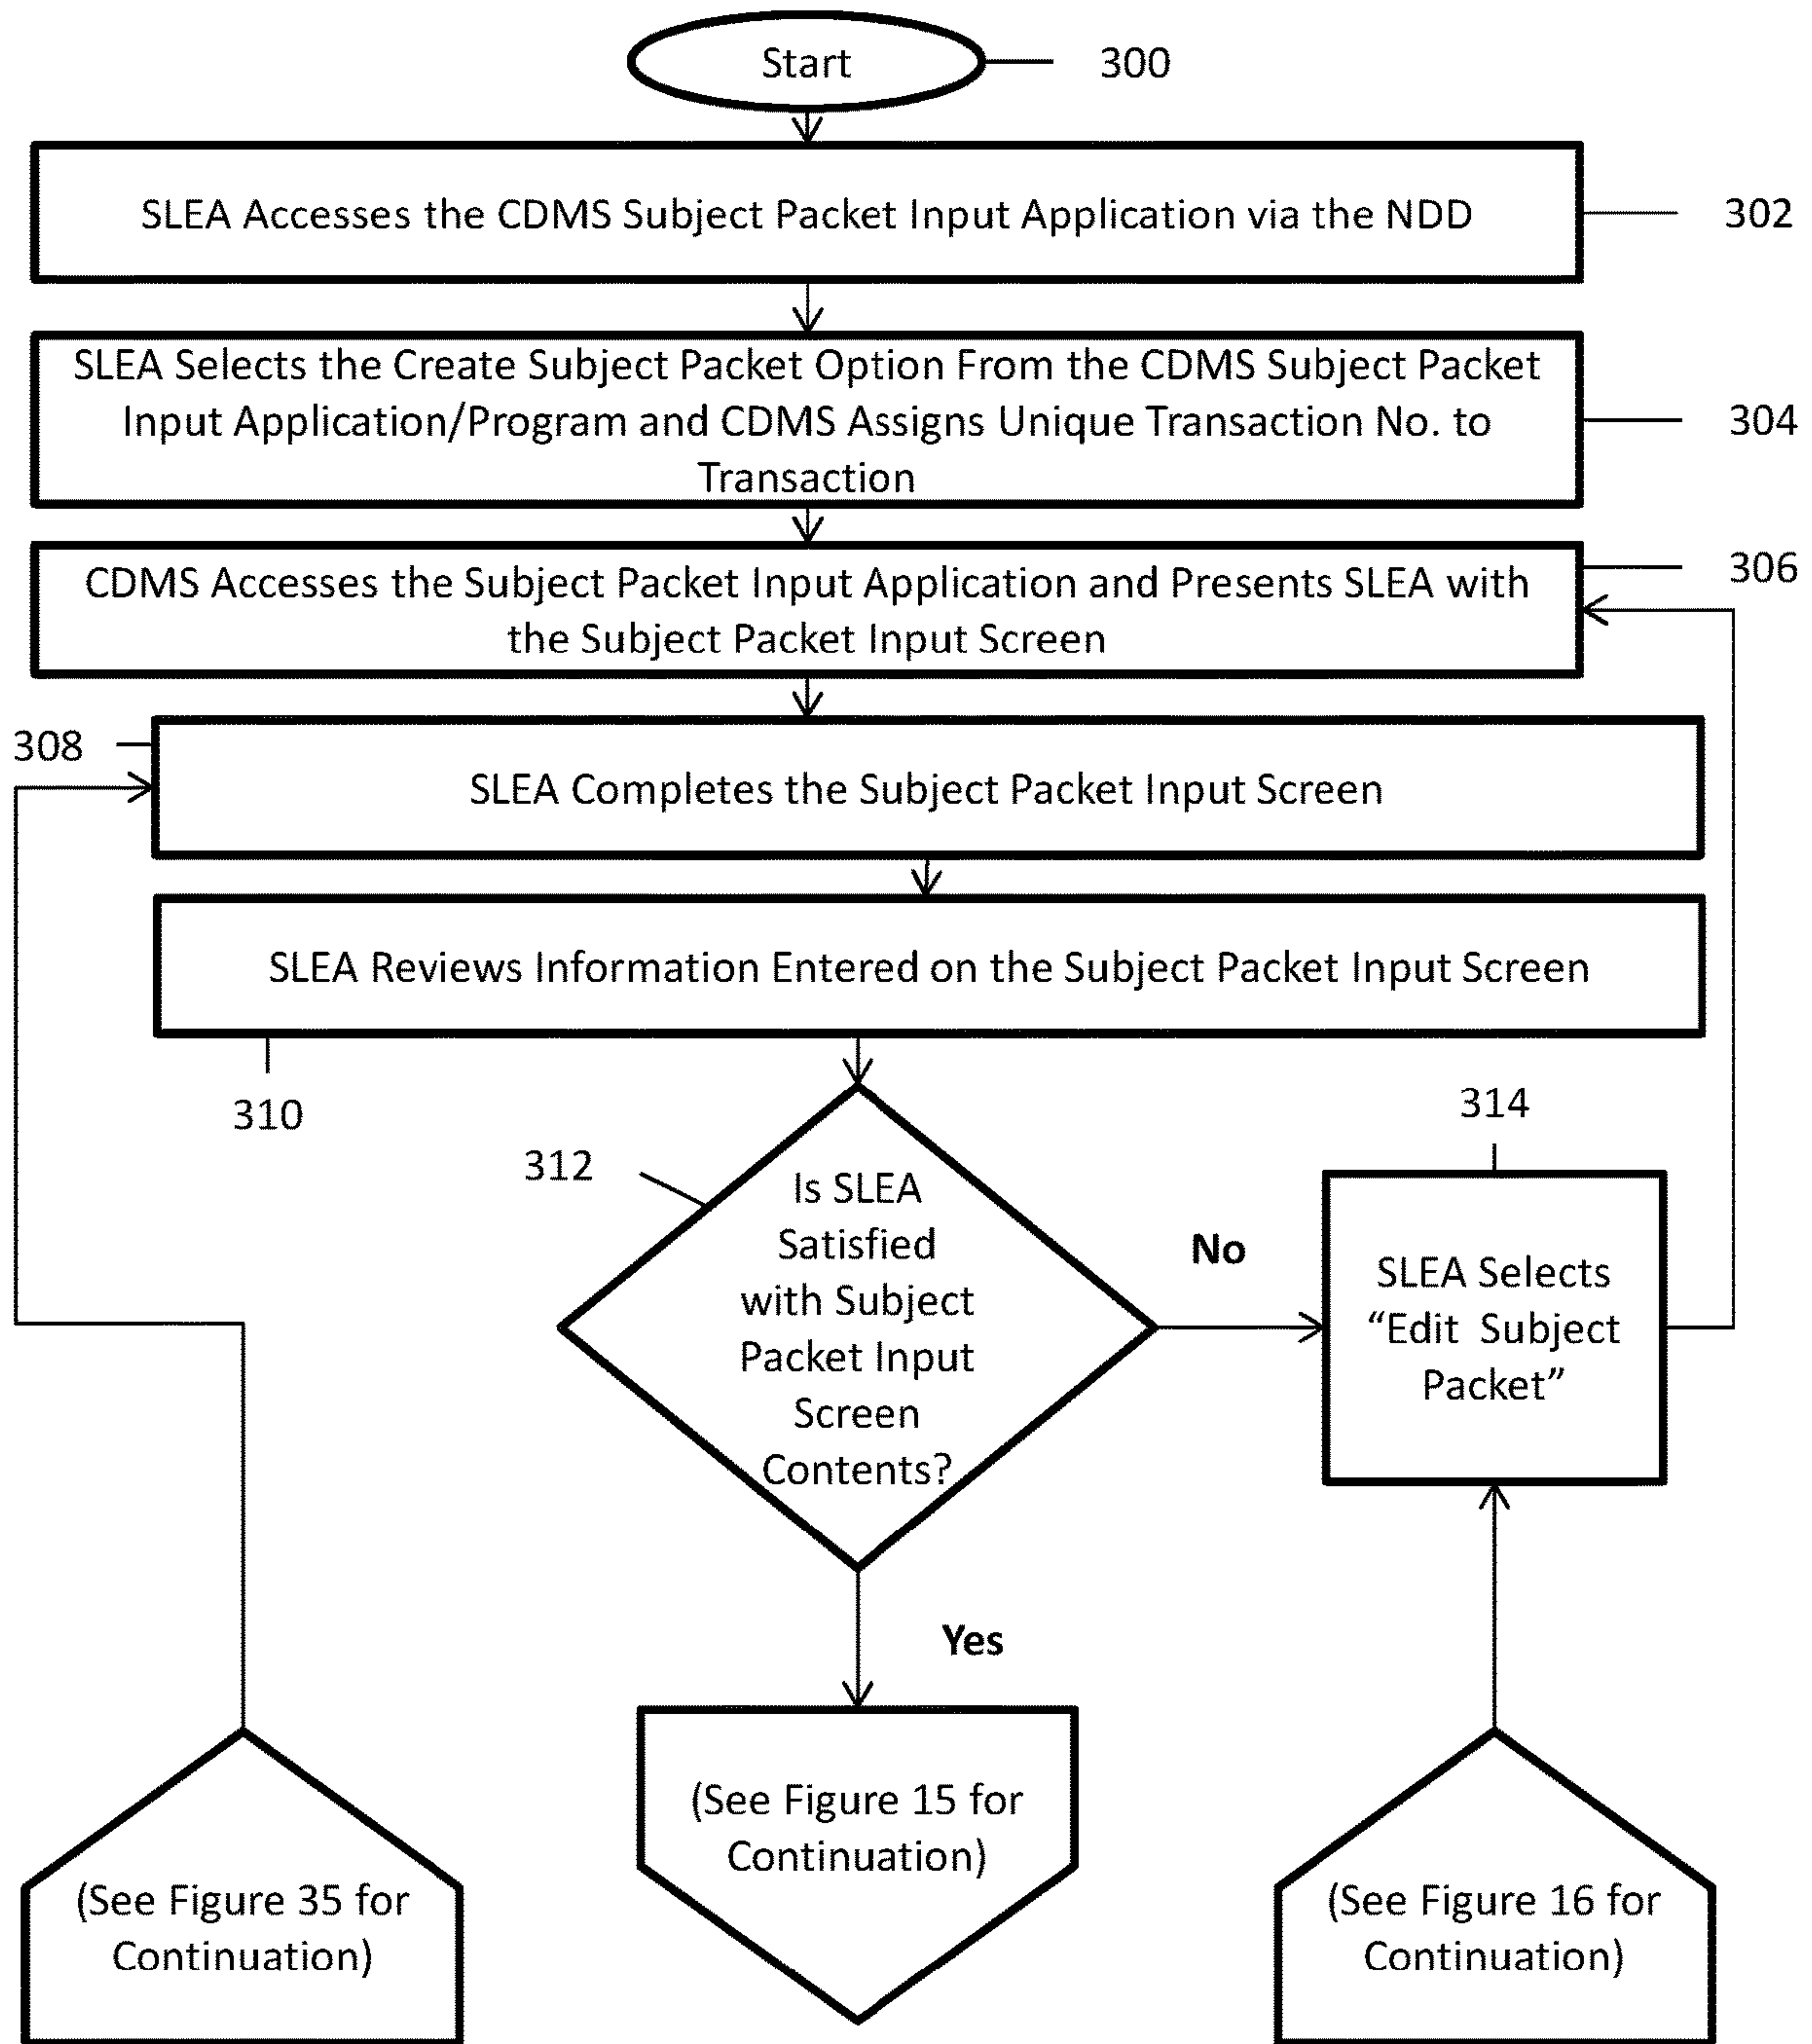 Start
300
SLEA Accesses the CDMS Subject Packet Input Application via the NDD
302
SLEA Selects the Create Subject Packet Option From the CDMS Subject Packet
Input Application/Program and CDMS Assigns Unique Transaction No. to
Transaction
304
CDMS Accesses the Subject Packet Input Application and Presents SLEA with
the Subject Packet Input Screen
306
308
SLEA Completes the Subject Packet Input Screen
SLEA Reviews Information Entered on the Subject Packet Input Screen
310
312
Is SLEA
Satisfied
with Subject
Packet Input
Screen
Contents?
No
314
SLEA Selects
“Edit Subject
Packet”
Yes
(See Figure 35 for
Continuation)
(See Figure 15 for
Continuation)
(See Figure 16 for
Continuation)